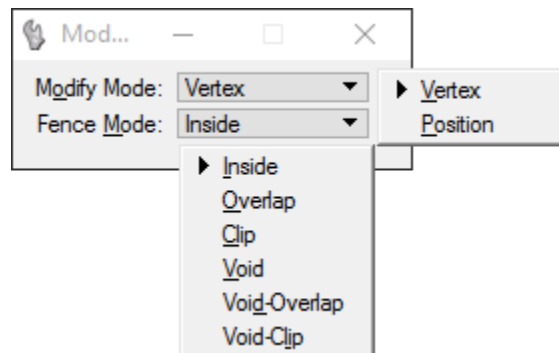 Mod...
Modify Mode: Vertex
Fence Mode: Inside
Vertex
Position
Inside
Overlap
Clip
Void
Void-Overlap
Void-Clip